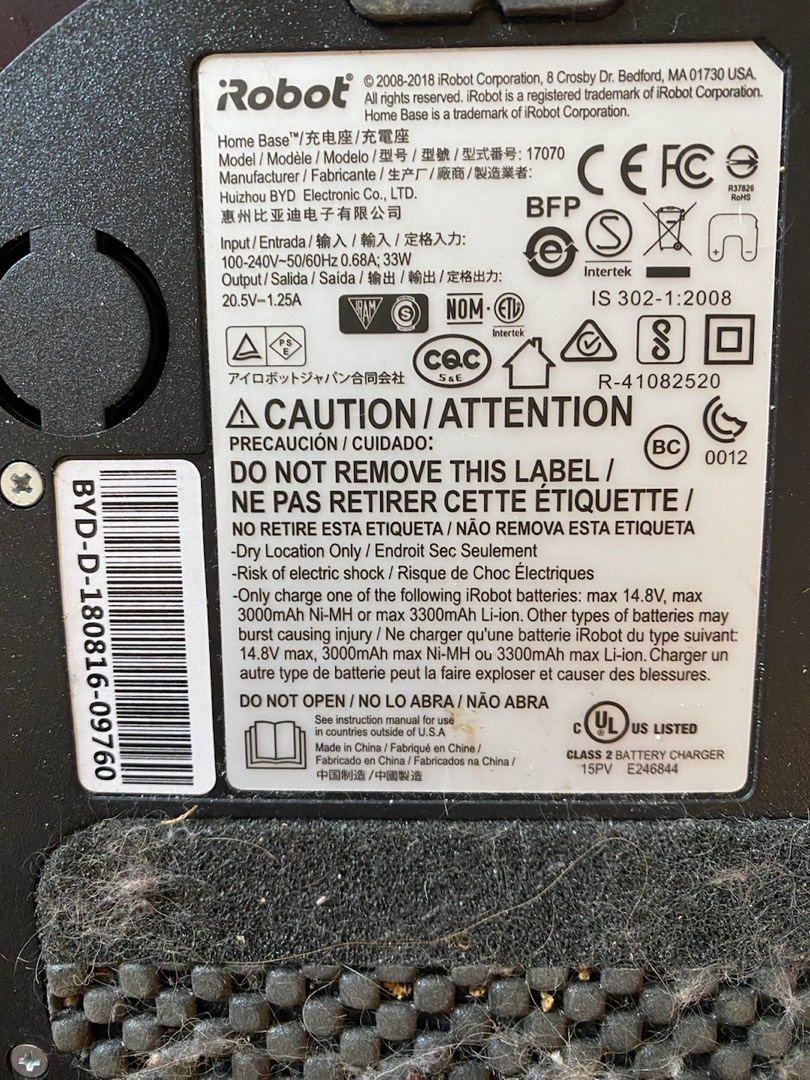 iRobot®
© 2008-2018 iRobot Corporation, 8 Crosby Dr. Bedford, MA 01730 USA.
All rights reserved. iRobot is a registered trademark of iRobot Corporation.
Home Base is a trademark of iRobot Corporation.
Home Base™/充电座/充電座
Model / Modèle / Modelo / 型号 / 型號 / 型式番号: 17070
Manufacturer / Fabricante / 生产厂 / 廠商 / 製造業者:
Huizhou BYD Electronic Co., LTD.
惠州比亚迪电子有限公司
CE FC
R37826
RoHS
BFP
e
S
Intertek
Input / Entrada / 输入 / 輸入 / 定格入力:
100-240V~50/60Hz 0.68A; 33W
Output / Salida / Saída / 输出 / 輸出 / 定格出力:
20.5V⎓1.25A
IRAM S
NOM - ETL
Intertek
IS 302-1:2008
PS
E
アイロボットジャパン合同会社
CQC
S & E
R-41082520
⚠ CAUTION / ATTENTION
PRECAUCIÓN / CUIDADO:
BC
0012
DO NOT REMOVE THIS LABEL /
NE PAS RETIRER CETTE ÉTIQUETTE /
NO RETIRE ESTA ETIQUETA / NÃO REMOVA ESTA ETIQUETA
-Dry Location Only / Endroit Sec Seulement
-Risk of electric shock / Risque de Choc Électriques
-Only charge one of the following iRobot batteries: max 14.8V, max
3000mAh Ni-MH or max 3300mAh Li-ion. Other types of batteries may
burst causing injury / Ne charger qu'une batterie iRobot du type suivant:
14.8V max, 3000mAh max Ni-MH ou 3300mAh max Li-ion. Charger un
autre type de batterie peut la faire exploser et causer des blessures.
DO NOT OPEN / NO LO ABRA / NÃO ABRA
See instruction manual for use
in countries outside of U.S.A
Made in China / Fabriqué en Chine /
Fabricado en China / Fabricados na China /
中国制造 / 中國製造
C UL US LISTED
CLASS 2 BATTERY CHARGER
15PV E246844
BYD-D-180816-09760